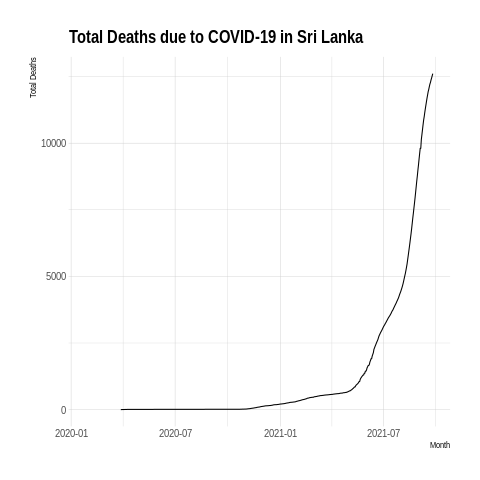 Total Deaths due to COVID-19 in Sri Lanka
Total Deaths
10000
5000
0
2020-01 2020-07 2021-01 2021-07
Month